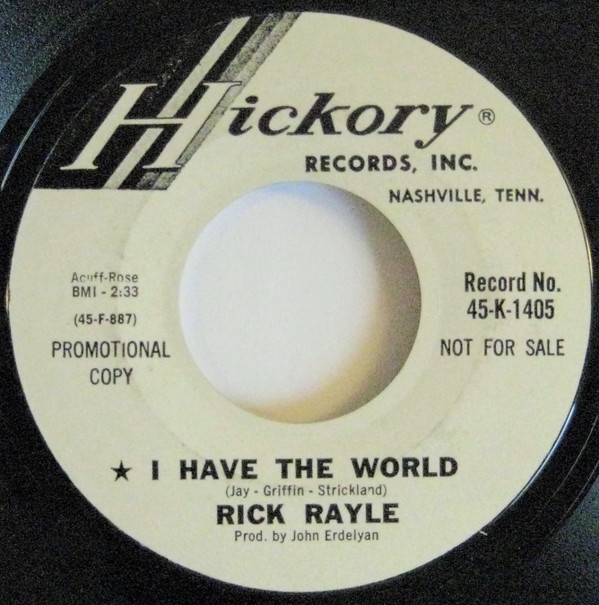 Hickory®
RECORDS, INC.
NASHVILLE, TENN.
Acuff-Rose
BMI - 2:33
(45-F-887)
PROMOTIONAL
COPY
Record No.
45-K-1405
NOT FOR SALE
★ I HAVE THE WORLD
(Jay - Griffin - Strickland)
RICK RAYLE
Prod. by John Erdelyan